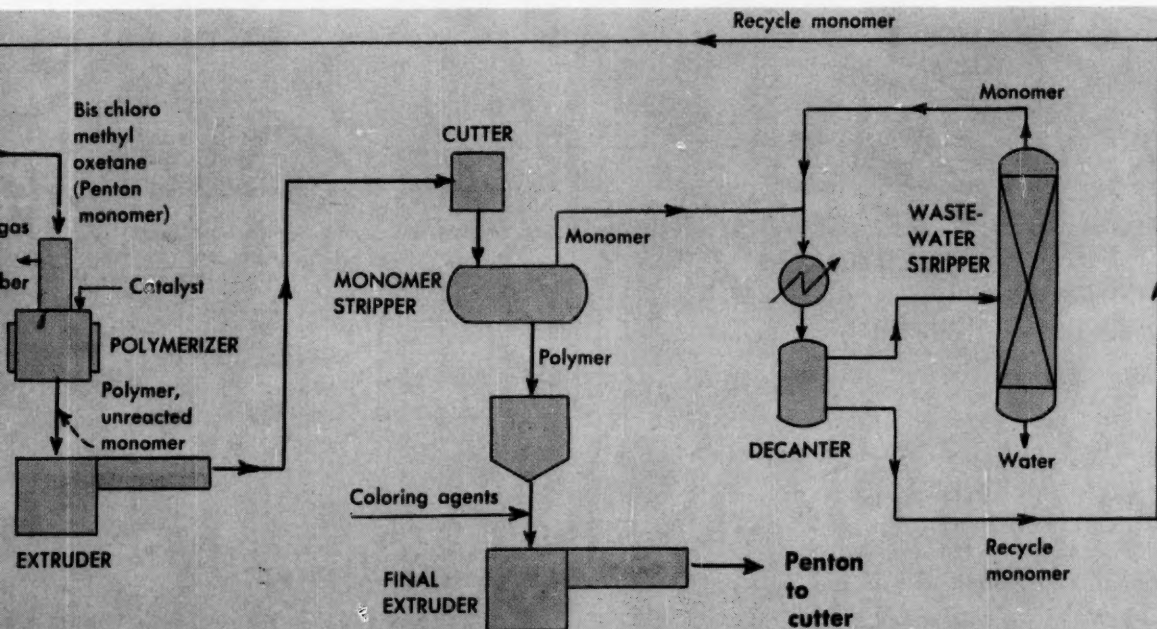 Recycle monomer
Bis chloro
methyl
oxetane
(Penton
monomer)
gas
Catalyst
POLYMERIZER
Polymer,
unreacted
monomer
EXTRUDER
CUTTER
MONOMER
STRIPPER
Monomer
Polymer
Coloring agents
FINAL
EXTRUDER
Penton
to
cutter
Monomer
WASTE-
WATER
STRIPPER
DECANTER
Water
Recycle
monomer